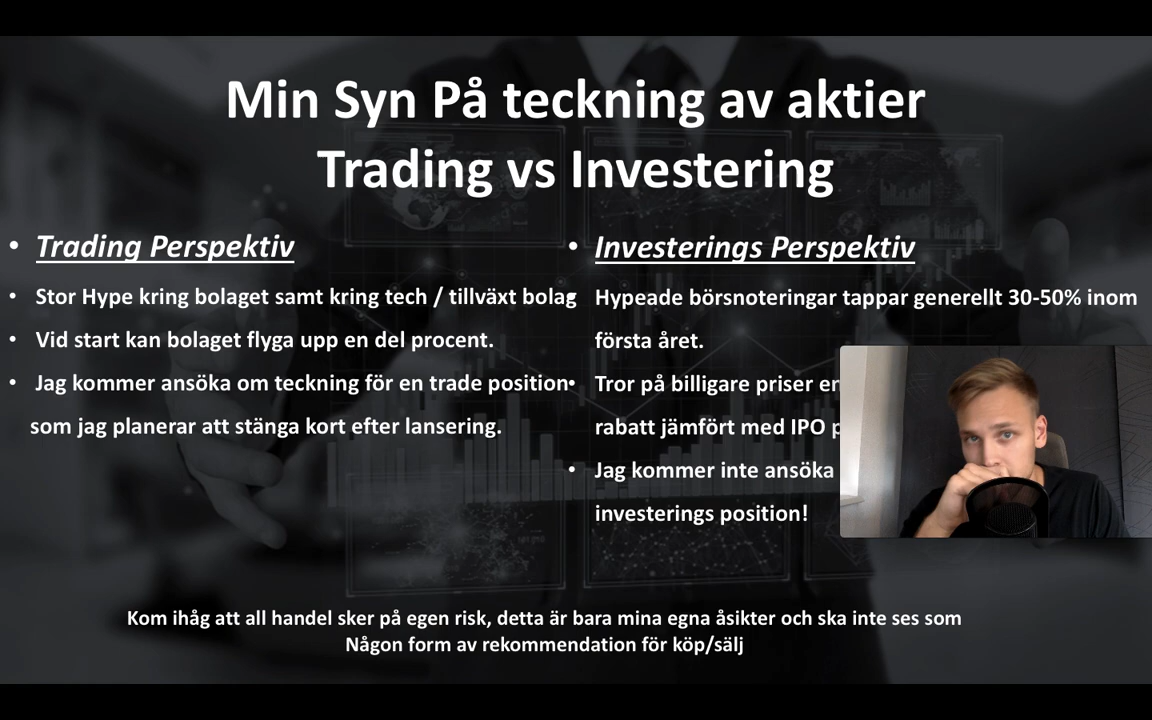 Min Syn På teckning av aktier
Trading vs Investering
• Trading Perspektiv
• Stor Hype kring bolaget samt kring tech / tillväxt bolag
• Vid start kan bolaget flyga upp en del procent.
• Jag kommer ansöka om teckning för en trade position
som jag planerar att stänga kort efter lansering.
• Investerings Perspektiv
• Hypeade börsnoteringar tappar generellt 30-50% inom
första året.
• Tror på billigare priser
rabatt jämfört med IPO
• Jag kommer inte ansöka
investerings position!
Kom ihåg att all handel sker på egen risk, detta är bara mina egna åsikter och ska inte ses som
Någon form av rekommendation för köp/sälj